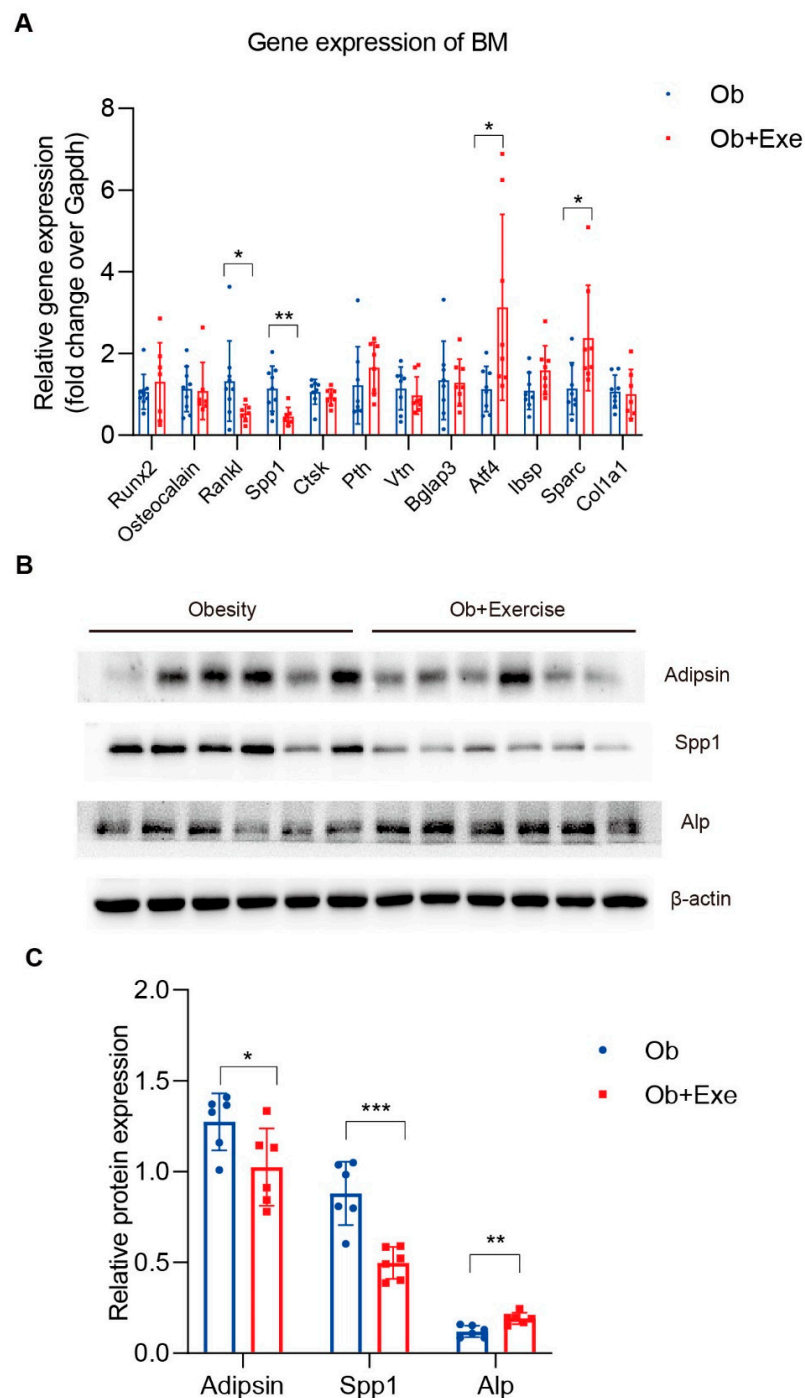 A
Gene expression of BM
Ob
Ob+Exe
Relative gene expression
(fold change over Gapdh)
8
6
4
2
0
*
**
*
*
Runx2
Osteocalain
Rankl
Spp1
Ctsk
Pth
Vtn
Bglap3
Atf4
Ibsp
Sparc
Col1a1
B
Obesity
Ob+Exercise
Adipsin
Spp1
Alp
β-actin
C
Relative protein expression
2.0
1.5
1.0
0.5
0.0
*
***
**
Ob
Ob+Exe
Adipsin
Spp1
Alp